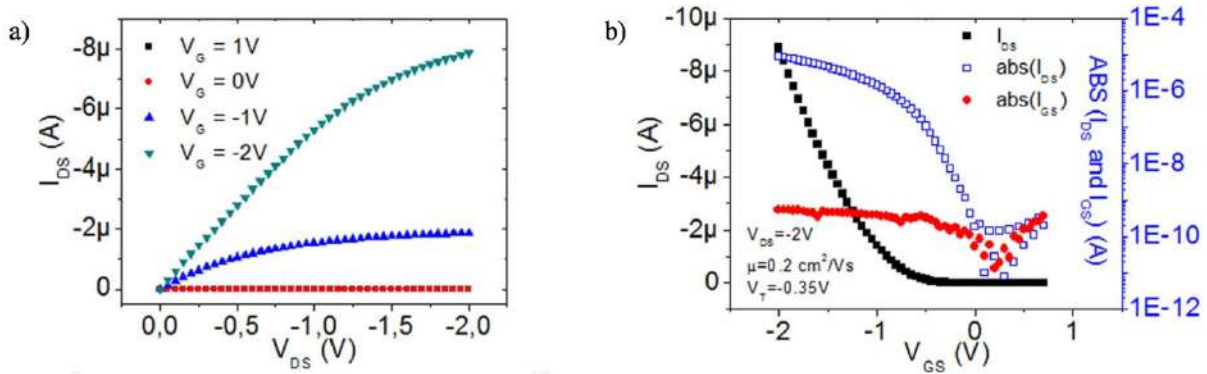 a)
-8µ
-6µ
-4µ
-2µ
0
I_DS (A)
V_G = 1V
V_G = 0V
V_G = -1V
V_G = -2V
0,0
-0,5
-1,0
-1,5
-2,0
V_DS (V)
b)
-10µ
-8µ
-6µ
-4µ
-2µ
0
I_DS (A)
I_DS
abs(I_DS)
abs(I_GS)
V_DS=-2V
µ=0.2 cm²/Vs
V_T=-0.35V
-2
-1
0
1
V_GS (V)
1E-4
1E-6
1E-8
1E-10
1E-12
ABS (I_DS and I_GS) (A)